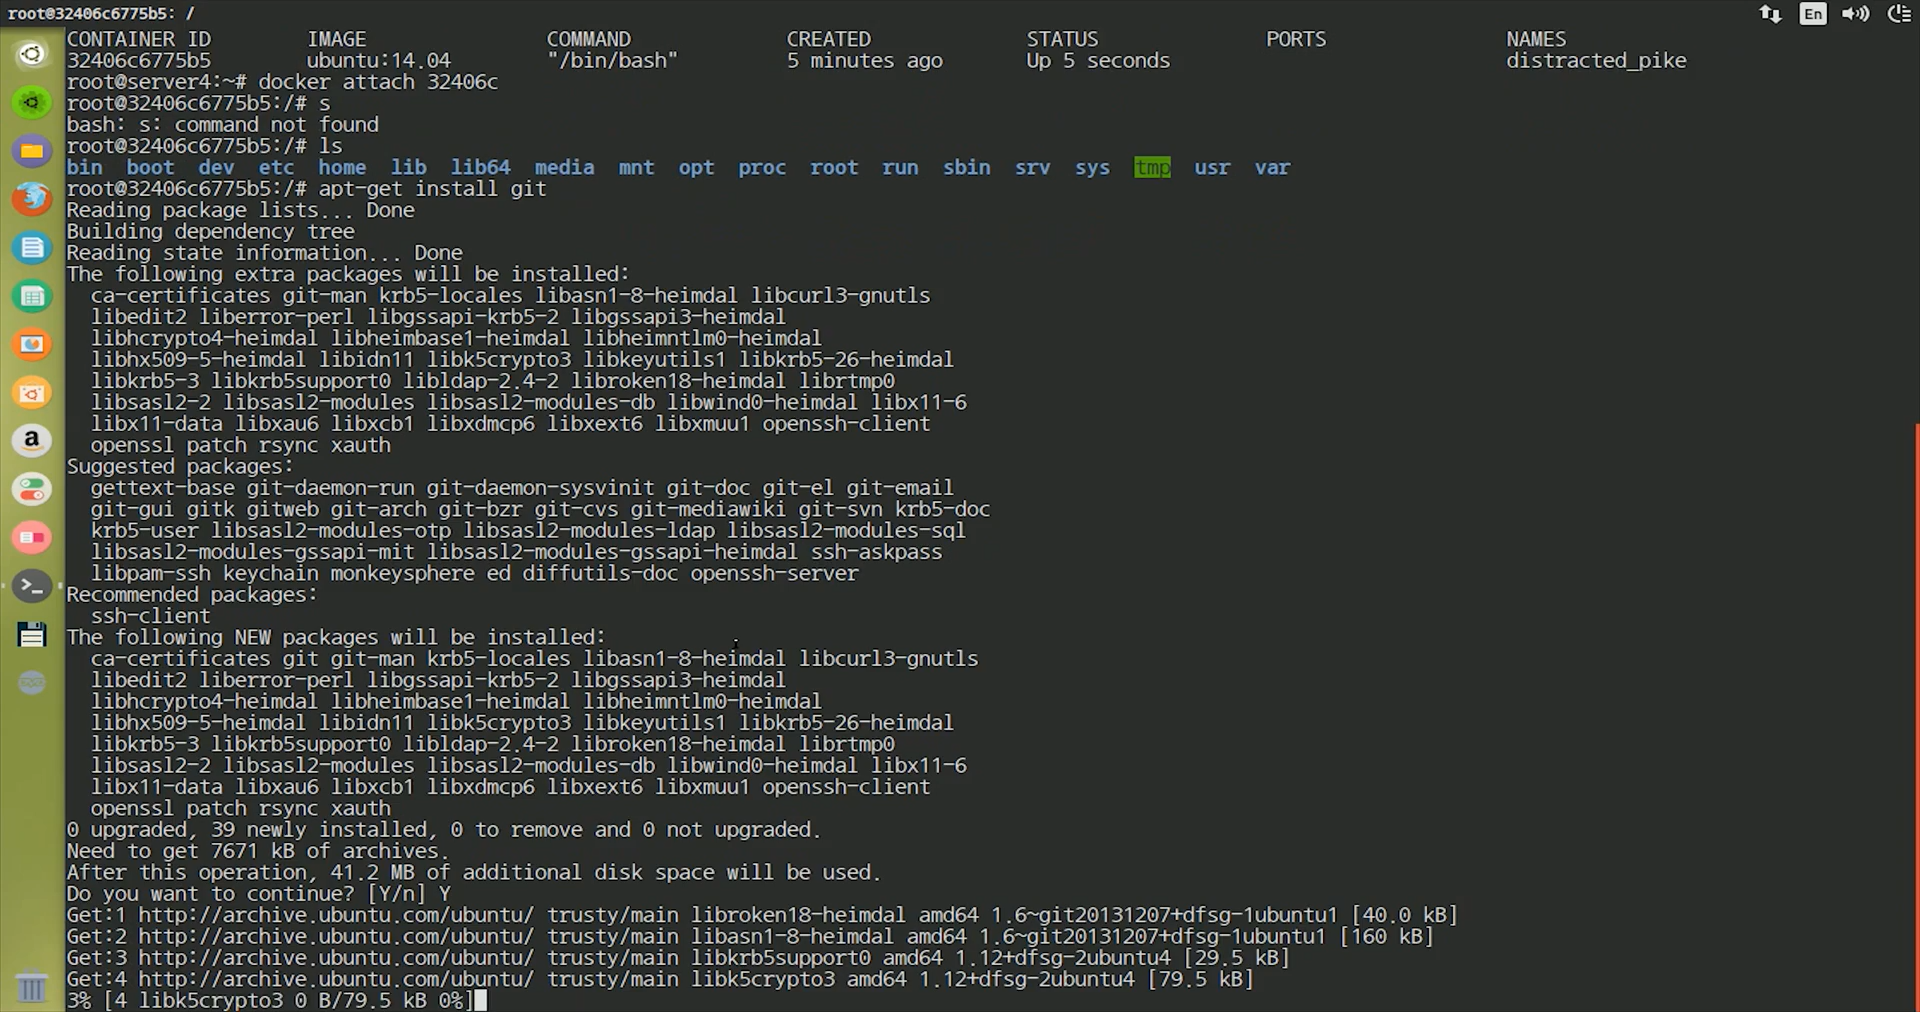 root@32406c6775b5: /
En
CONTAINER ID        IMAGE               COMMAND             CREATED             STATUS              PORTS               NAMES
32406c6775b5        ubuntu:14.04        "/bin/bash"         5 minutes ago       Up 5 seconds                            distracted_pike
root@server4:~# docker attach 32406c
root@32406c6775b5:/# s
bash: s: command not found
root@32406c6775b5:/# ls
bin  boot  dev  etc  home  lib  lib64  media  mnt  opt  proc  root  run  sbin  srv  sys  tmp  usr  var
root@32406c6775b5:/# apt-get install git
Reading package lists... Done
Building dependency tree
Reading state information... Done
The following extra packages will be installed:
  ca-certificates git-man krb5-locales libasn1-8-heimdal libcurl3-gnutls
  libedit2 liberror-perl libgssapi-krb5-2 libgssapi3-heimdal
  libhcrypto4-heimdal libheimbase1-heimdal libheimntlm0-heimdal
  libhx509-5-heimdal libidn11 libk5crypto3 libkeyutils1 libkrb5-26-heimdal
  libkrb5-3 libkrb5support0 libldap-2.4-2 libroken18-heimdal librtmp0
  libsasl2-2 libsasl2-modules libsasl2-modules-db libwind0-heimdal libx11-6
  libx11-data libxau6 libxcb1 libxdmcp6 libxext6 libxmuu1 openssh-client
  openssl patch rsync xauth
Suggested packages:
  gettext-base git-daemon-run git-daemon-sysvinit git-doc git-el git-email
  git-gui gitk gitweb git-arch git-bzr git-cvs git-mediawiki git-svn krb5-doc
  krb5-user libsasl2-modules-otp libsasl2-modules-ldap libsasl2-modules-sql
  libsasl2-modules-gssapi-mit libsasl2-modules-gssapi-heimdal ssh-askpass
  libpam-ssh keychain monkeysphere ed diffutils-doc openssh-server
Recommended packages:
  ssh-client
The following NEW packages will be installed:
  ca-certificates git git-man krb5-locales libasn1-8-heimdal libcurl3-gnutls
  libedit2 liberror-perl libgssapi-krb5-2 libgssapi3-heimdal
  libhcrypto4-heimdal libheimbase1-heimdal libheimntlm0-heimdal
  libhx509-5-heimdal libidn11 libk5crypto3 libkeyutils1 libkrb5-26-heimdal
  libkrb5-3 libkrb5support0 libldap-2.4-2 libroken18-heimdal librtmp0
  libsasl2-2 libsasl2-modules libsasl2-modules-db libwind0-heimdal libx11-6
  libx11-data libxau6 libxcb1 libxdmcp6 libxext6 libxmuu1 openssh-client
  openssl patch rsync xauth
0 upgraded, 39 newly installed, 0 to remove and 0 not upgraded.
Need to get 7671 kB of archives.
After this operation, 41.2 MB of additional disk space will be used.
Do you want to continue? [Y/n] Y
Get:1 http://archive.ubuntu.com/ubuntu/ trusty/main libroken18-heimdal amd64 1.6~git20131207+dfsg-1ubuntu1 [40.0 kB]
Get:2 http://archive.ubuntu.com/ubuntu/ trusty/main libasn1-8-heimdal amd64 1.6~git20131207+dfsg-1ubuntu1 [160 kB]
Get:3 http://archive.ubuntu.com/ubuntu/ trusty/main libkrb5support0 amd64 1.12+dfsg-2ubuntu4 [29.5 kB]
Get:4 http://archive.ubuntu.com/ubuntu/ trusty/main libk5crypto3 amd64 1.12+dfsg-2ubuntu4 [79.5 kB]
3% [4 libk5crypto3 0 B/79.5 kB 0%]